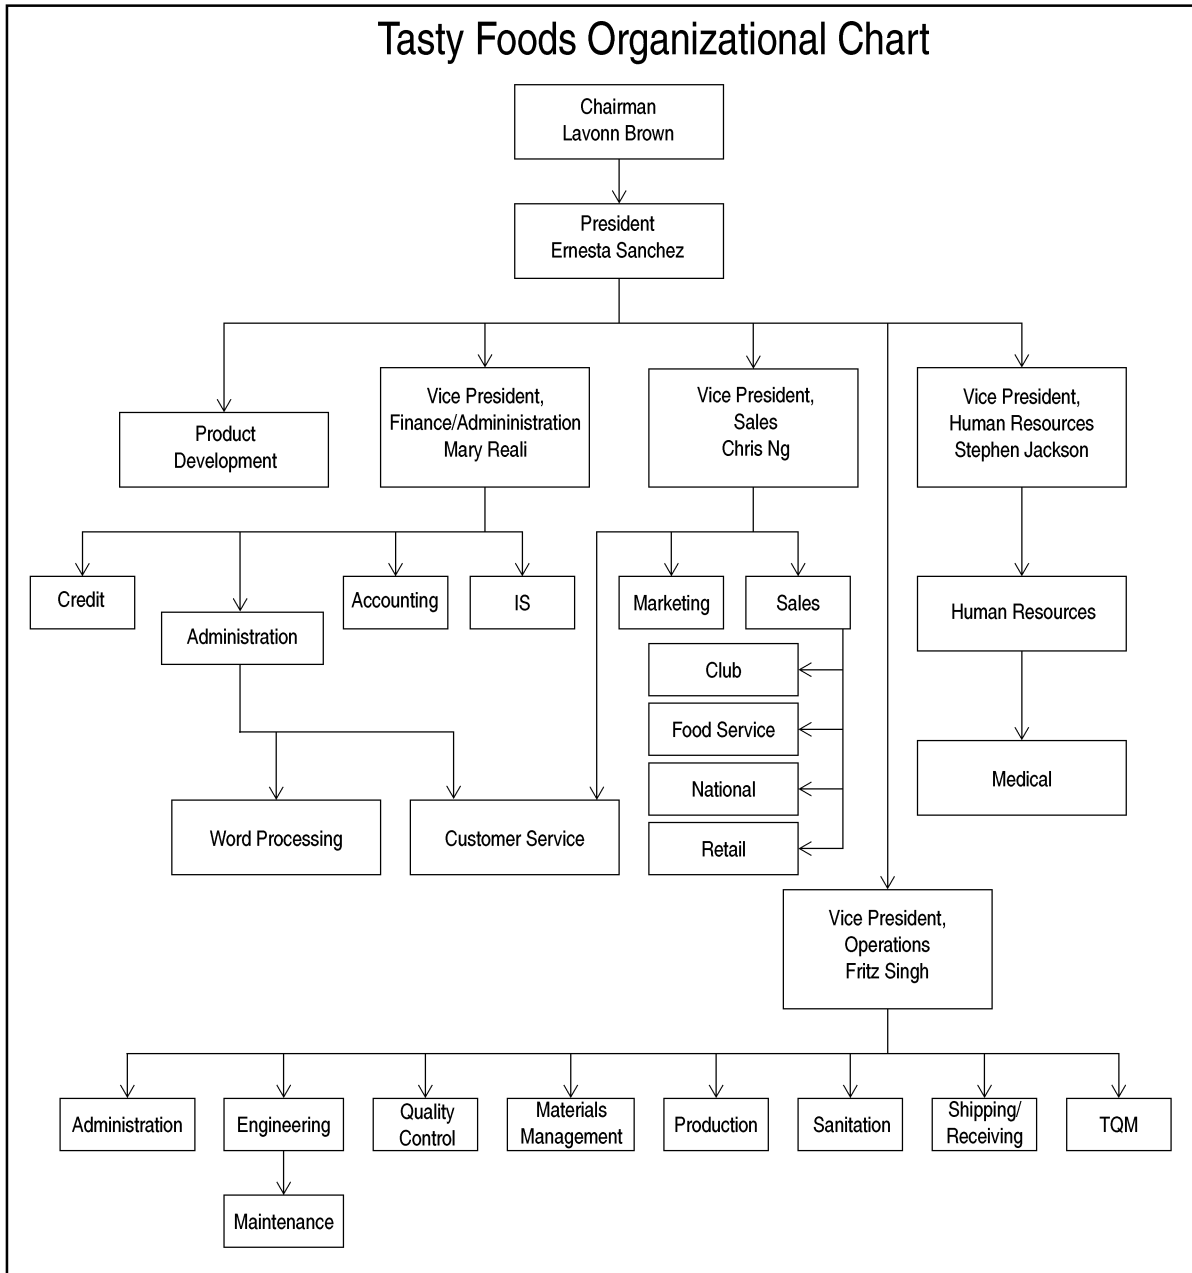 Tasty Foods Organizational Chart
Chairman
Lavonn Brown
President
Ernesta Sanchez
Product
Development
Vice President,
Finance/Admininistration
Mary Reali
Vice President,
Sales
Chris Ng
Vice President,
Human Resources
Stephen Jackson
Credit
Administration
Accounting
IS
Marketing
Sales
Human Resources
Club
Food Service
National
Retail
Medical
Word Processing
Customer Service
Vice President,
Operations
Fritz Singh
Administration
Engineering
Quality
Control
Materials
Management
Production
Sanitation
Shipping/
Receiving
TQM
Maintenance